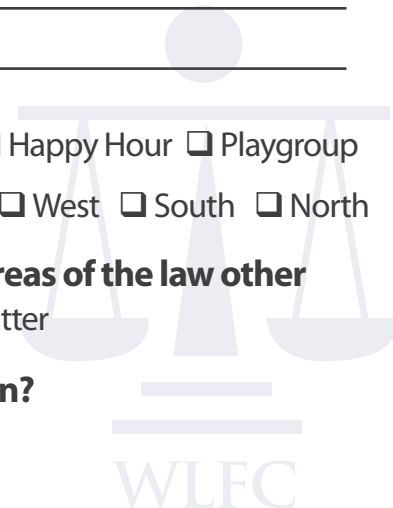 Happy Hour ❑ Playgroup
❑ West ❑ South ❑ North
reas of the law other
tter
n?
WLFC